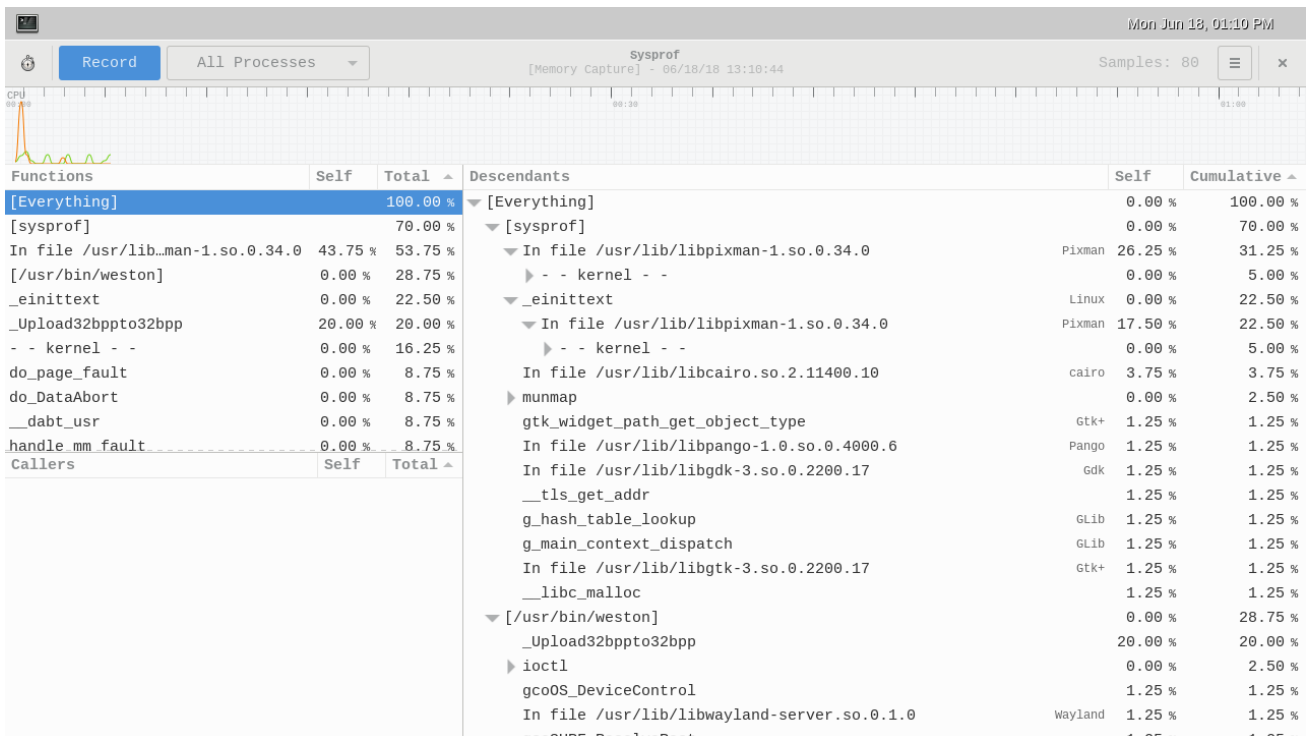 Mon Jun 18, 01:10 PM
Record All Processes Sysprof Samples: 80
[Memory Capture] - 06/18/18 13:10:44
CPU
00:00 00:30 01:00
Functions Self Total
[Everything] 100.00 %
[sysprof] 70.00 %
In file /usr/lib…man-1.so.0.34.0 43.75 % 53.75 %
[/usr/bin/weston] 0.00 % 28.75 %
_einittext 0.00 % 22.50 %
_Upload32bppto32bpp 20.00 % 20.00 %
- - kernel - - 0.00 % 16.25 %
do_page_fault 0.00 % 8.75 %
do_DataAbort 0.00 % 8.75 %
__dabt_usr 0.00 % 8.75 %
handle_mm_fault 0.00 % 8.75 %
Callers Self Total
Descendants Self Cumulative
[Everything] 0.00 % 100.00 %
[sysprof] 0.00 % 70.00 %
In file /usr/lib/libpixman-1.so.0.34.0 Pixman 26.25 % 31.25 %
- - kernel - - 0.00 % 5.00 %
_einittext Linux 0.00 % 22.50 %
In file /usr/lib/libpixman-1.so.0.34.0 Pixman 17.50 % 22.50 %
- - kernel - - 0.00 % 5.00 %
In file /usr/lib/libcairo.so.2.11400.10 cairo 3.75 % 3.75 %
munmap 0.00 % 2.50 %
gtk_widget_path_get_object_type Gtk+ 1.25 % 1.25 %
In file /usr/lib/libpango-1.0.so.0.4000.6 Pango 1.25 % 1.25 %
In file /usr/lib/libgdk-3.so.0.2200.17 Gdk 1.25 % 1.25 %
__tls_get_addr 1.25 % 1.25 %
g_hash_table_lookup GLib 1.25 % 1.25 %
g_main_context_dispatch GLib 1.25 % 1.25 %
In file /usr/lib/libgtk-3.so.0.2200.17 Gtk+ 1.25 % 1.25 %
__libc_malloc 1.25 % 1.25 %
[/usr/bin/weston] 0.00 % 28.75 %
_Upload32bppto32bpp 20.00 % 20.00 %
ioctl 0.00 % 2.50 %
gcoOS_DeviceControl 1.25 % 1.25 %
In file /usr/lib/libwayland-server.so.0.1.0 Wayland 1.25 % 1.25 %